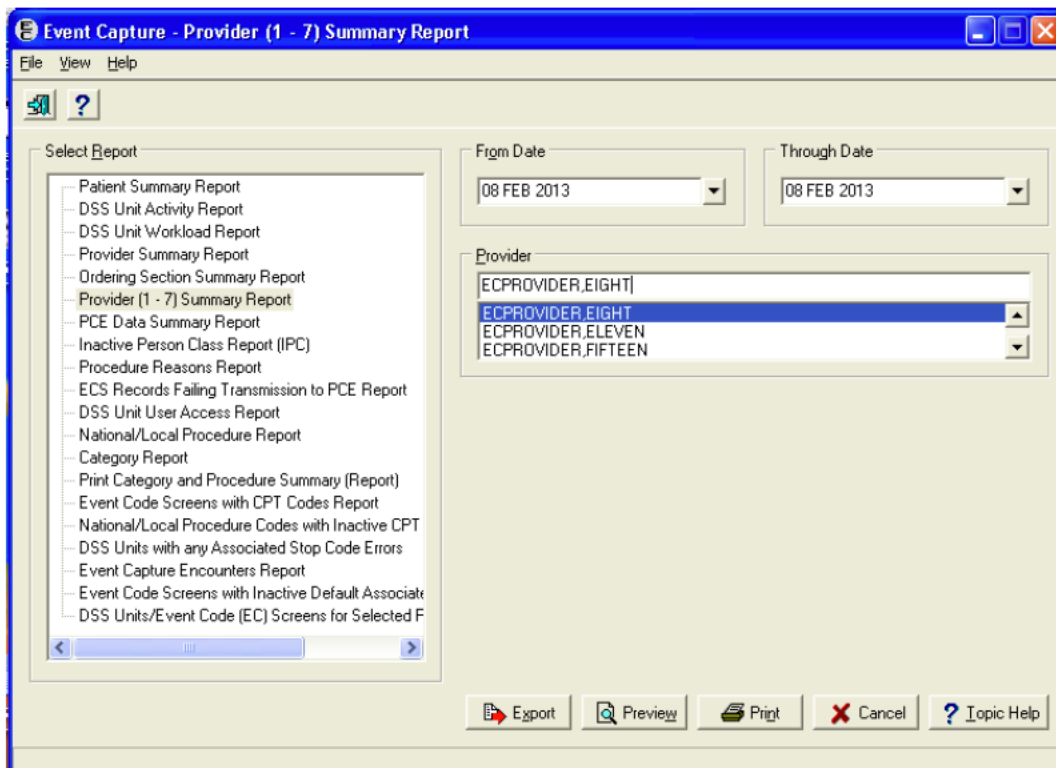 Event Capture - Provider (1 - 7) Summary Report
File View Help
Select Report
Patient Summary Report
DSS Unit Activity Report
DSS Unit Workload Report
Provider Summary Report
Ordering Section Summary Report
Provider (1 - 7) Summary Report
PCE Data Summary Report
Inactive Person Class Report (IPC)
Procedure Reasons Report
ECS Records Failing Transmission to PCE Report
DSS Unit User Access Report
National/Local Procedure Report
Category Report
Print Category and Procedure Summary (Report)
Event Code Screens with CPT Codes Report
National/Local Procedure Codes with Inactive CPT
DSS Units with any Associated Stop Code Errors
Event Capture Encounters Report
Event Code Screens with Inactive Default Associate
DSS Units/Event Code (EC) Screens for Selected F
From Date
08 FEB 2013
Through Date
08 FEB 2013
Provider
ECPROVIDER,EIGHT
ECPROVIDER,EIGHT
ECPROVIDER,ELEVEN
ECPROVIDER,FIFTEEN
Export Preview Print Cancel ? Topic Help